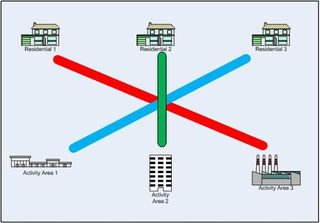 Residential 1
Residential 2
Residential 3
Activity Area 1
Activity Area 2
Activity Area 3